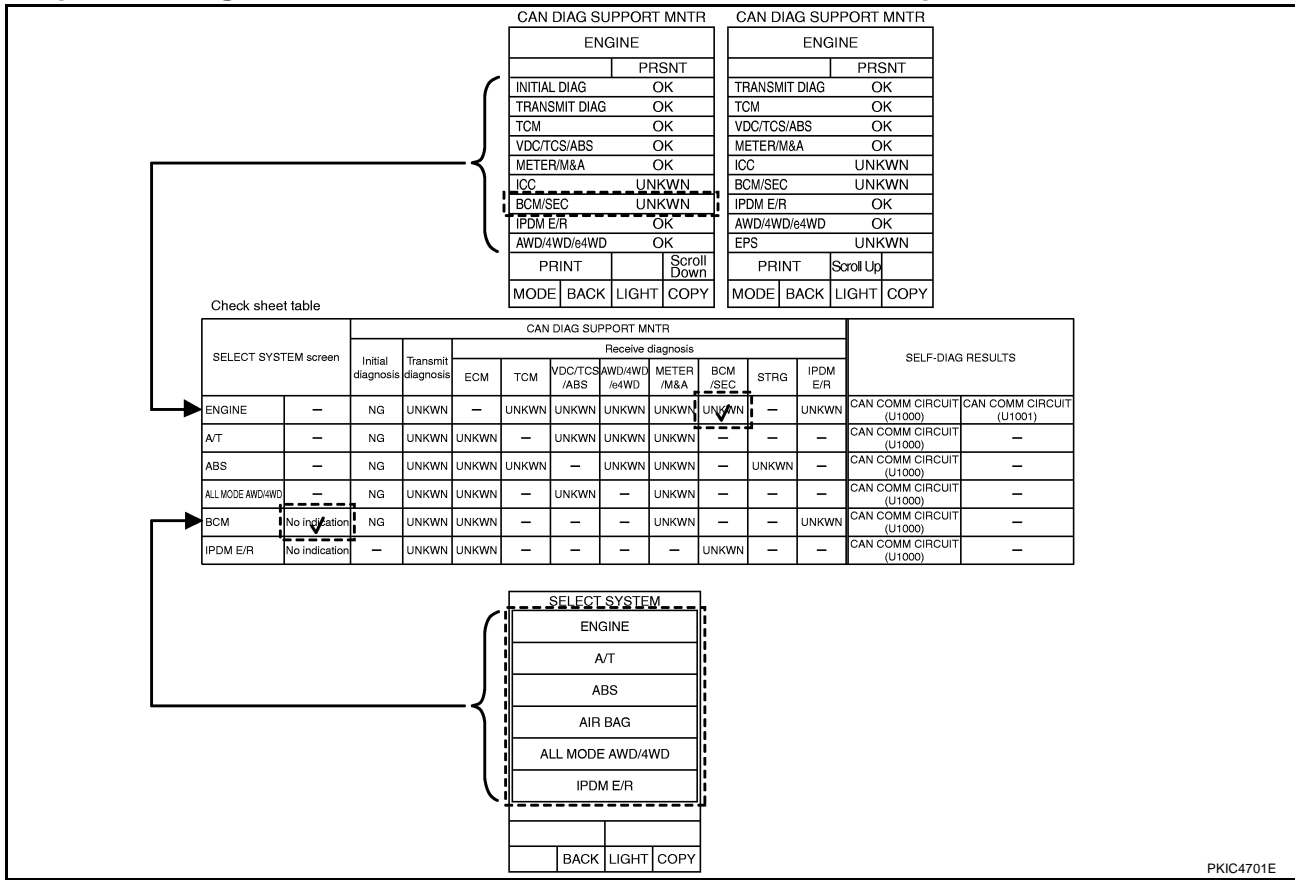 CAN DIAG SUPPORT MNTR
ENGINE
PRSNT
INITIAL DIAG OK
TRANSMIT DIAG OK
TCM OK
VDC/TCS/ABS OK
METER/M&A OK
ICC UNKWN
BCM/SEC UNKWN
IPDM E/R OK
AWD/4WD/e4WD OK
PRINT Scroll Down
MODE BACK LIGHT COPY
CAN DIAG SUPPORT MNTR
ENGINE
PRSNT
TRANSMIT DIAG OK
TCM OK
VDC/TCS/ABS OK
METER/M&A OK
ICC UNKWN
BCM/SEC UNKWN
IPDM E/R OK
AWD/4WD/e4WD OK
EPS UNKWN
PRINT Scroll Up
MODE BACK LIGHT COPY
Check sheet table
SELECT SYSTEM screen
CAN DIAG SUPPORT MNTR
SELF-DIAG RESULTS
Initial diagnosis
Transmit diagnosis
Receive diagnosis
ECM TCM VDC/TCS /ABS AWD/4WD /e4WD METER /M&A BCM /SEC STRG IPDM E/R
ENGINE – NG UNKWN – UNKWN UNKWN UNKWN UNKWN UNKWN – UNKWN CAN COMM CIRCUIT (U1000) CAN COMM CIRCUIT (U1001)
A/T – NG UNKWN UNKWN – UNKWN UNKWN UNKWN – – – CAN COMM CIRCUIT (U1000) –
ABS – NG UNKWN UNKWN UNKWN – UNKWN UNKWN – UNKWN – CAN COMM CIRCUIT (U1000) –
ALL MODE AWD/4WD – NG UNKWN UNKWN – UNKWN – UNKWN – – – CAN COMM CIRCUIT (U1000) –
BCM No indication NG UNKWN UNKWN – – – UNKWN – – UNKWN CAN COMM CIRCUIT (U1000) –
IPDM E/R No indication – UNKWN UNKWN – – – – UNKWN – – CAN COMM CIRCUIT (U1000) –
SELECT SYSTEM
ENGINE
A/T
ABS
AIR BAG
ALL MODE AWD/4WD
IPDM E/R
BACK LIGHT COPY
PKIC4701E